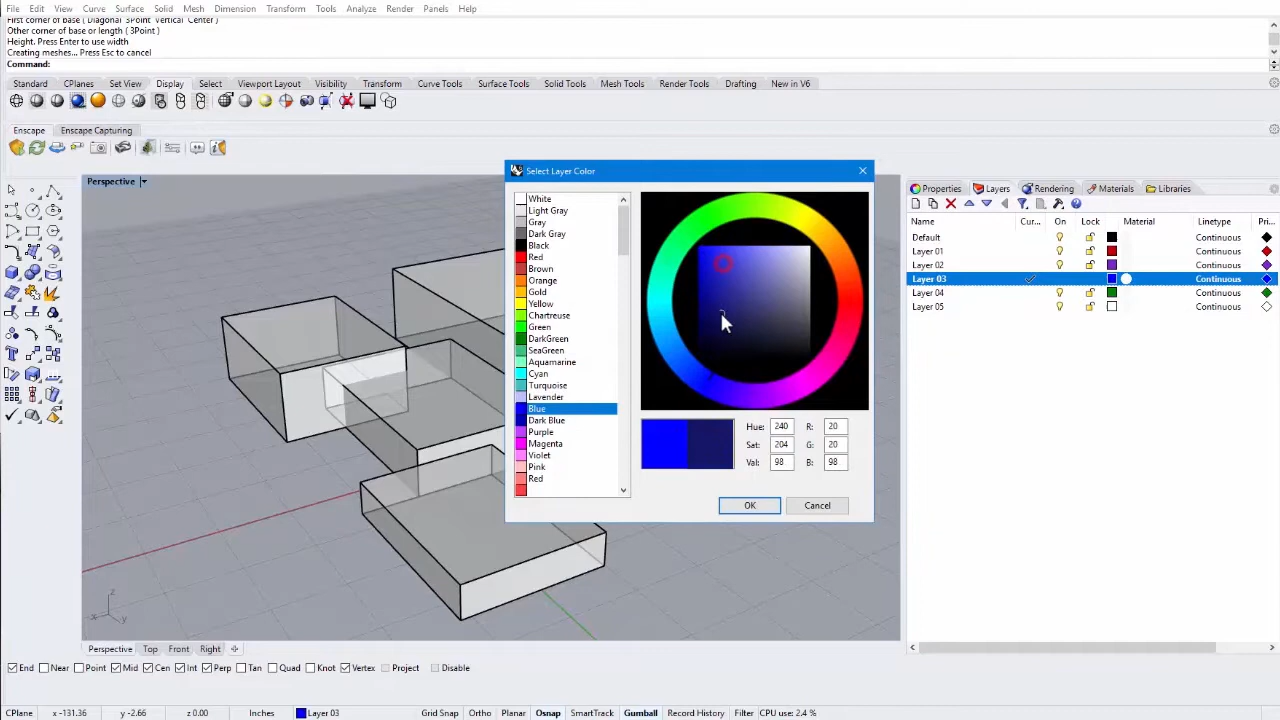 File Edit View Curve Surface Solid Mesh Dimension Transform Tools Analyze Render Panels Help
First corner of base ( Diagonal 3Point Vertical Center )
Other corner of base or length ( 3Point )
Height. Press Enter to use width
Creating meshes... Press Esc to cancel
Command:
Standard CPlanes Set View Display Select Viewport Layout Visibility Transform Curve Tools Surface Tools Solid Tools Mesh Tools Render Tools Drafting New in V6
Enscape Enscape Capturing
Perspective
Select Layer Color
White
Light Gray
Gray
Dark Gray
Black
Red
Brown
Orange
Gold
Yellow
Chartreuse
Green
DarkGreen
SeaGreen
Aquamarine
Cyan
Turquoise
Lavender
Blue
Dark Blue
Purple
Magenta
Violet
Pink
Red
Hue: 240 R: 20
Sat: 204 G: 20
Val: 98 B: 98
OK Cancel
Properties Layers Rendering Materials Libraries
Name Cur... On Lock Material Linetype Pri
Default Continuous
Layer 01 Continuous
Layer 02 Continuous
Layer 03 Continuous
Layer 04 Continuous
Layer 05 Continuous
z
x y
Perspective Top Front Right
End Near Point Mid Cen Int Perp Tan Quad Knot Vertex Project Disable
CPlane x -131.36 y -2.66 z 0.00 Inches Layer 03 Grid Snap Ortho Planar Osnap SmartTrack Gumball Record History Filter CPU use: 2.4 %